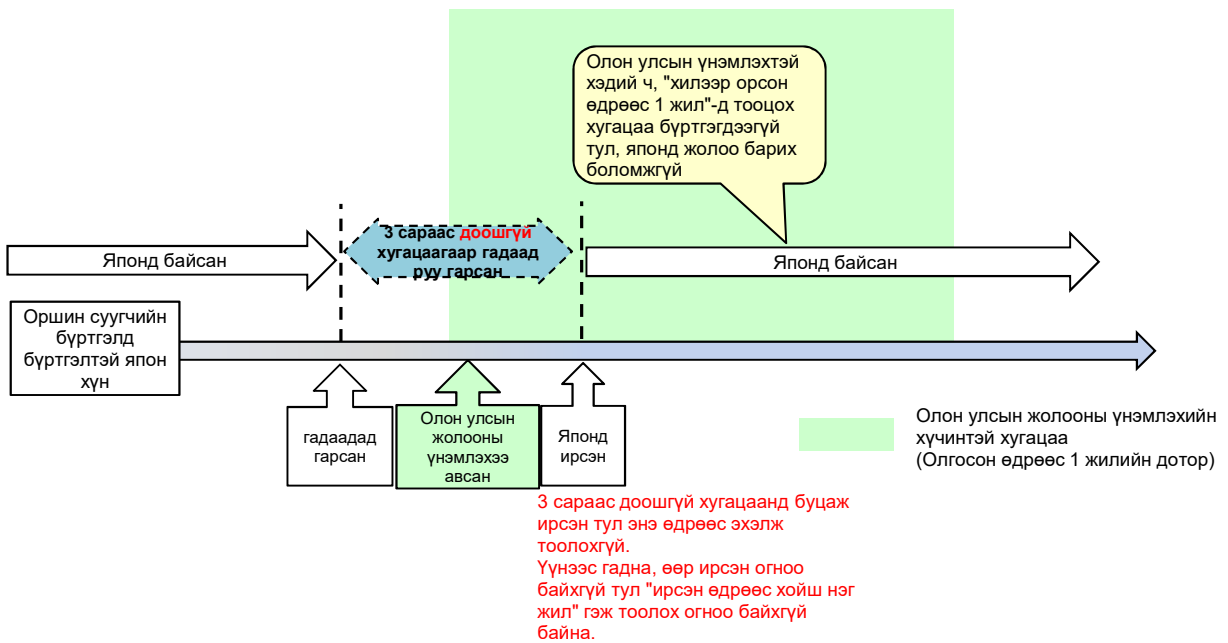 Олон улсын үнэмлэхтэй
хэдий ч, "хилээр орсон
өдрөөс 1 жил"-д тооцох
хугацаа бүртгэгдээгүй
тул, японд жолоо барих
боломжгүй
Японд байсан
3 сараас доошгүй
хугацаагаар гадаад
руу гарсан
Японд байсан
Оршин суугчийн
бүртгэлд
бүртгэлтэй япон
хүн
гадаадад
гарсан
Олон улсын
жолооны
үнэмлэхээ
авсан
Японд
ирсэн
Олон улсын жолооны үнэмлэхийн
хүчинтэй хугацаа
(Олгосон өдрөөс 1 жилийн дотор)
3 сараас доошгүй хугацаанд буцаж
ирсэн тул энэ өдрөөс эхэлж
тоолохгүй.
Үүнээс гадна, өөр ирсэн огноо
байхгүй тул "ирсэн өдрөөс хойш нэг
жил" гэж тоолох огноо байхгүй
байна.